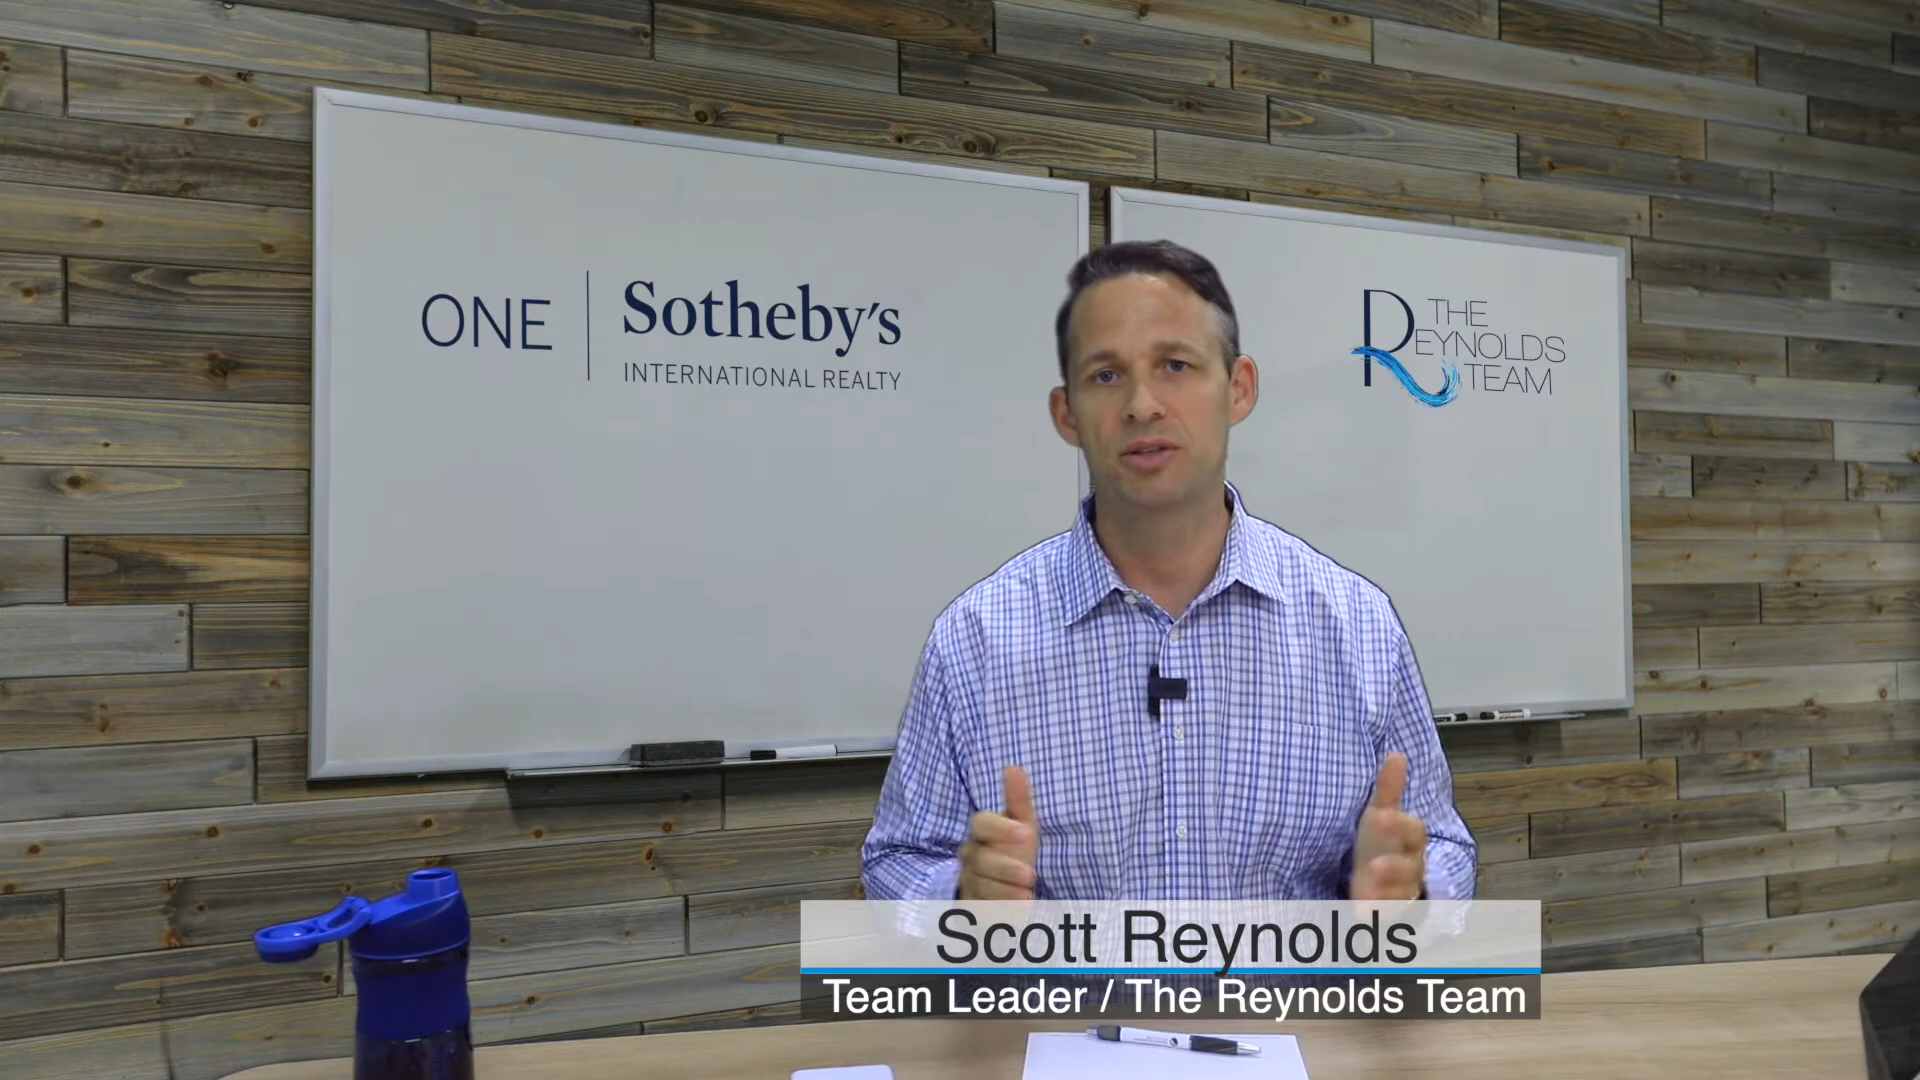 ONE
Sotheby's
INTERNATIONAL REALTY
THE
REYNOLDS
TEAM
Scott Reynolds
Team Leader / The Reynolds Team